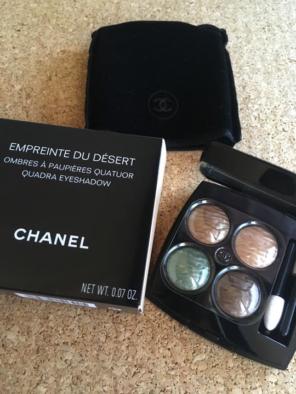 EMPREINTE DU DÉSERT
OMBRES À PAUPIÈRES QUATUOR
QUADRA EYESHADOW
CHANEL
NET WT. 0.07 OZ.